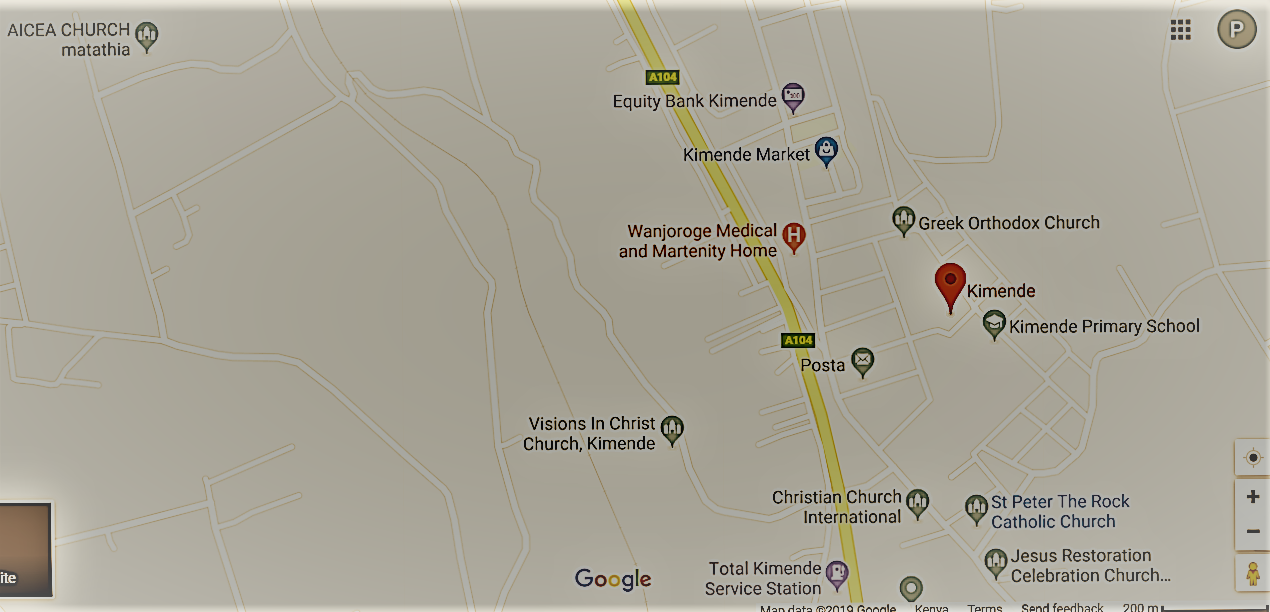 AICEA CHURCH
matathia
P
A104
Equity Bank Kimende
Kimende Market
Greek Orthodox Church
Wanjoroge Medical
and Martenity Home
H
Kimende
Kimende Primary School
A104
Posta
Visions In Christ
Church, Kimende
Christian Church
International
St Peter The Rock
Catholic Church
Jesus Restoration
Celebration Church...
Total Kimende
Service Station
ite
Google
Map data ©2019 Google Kenya Terms Send feedback 200 m